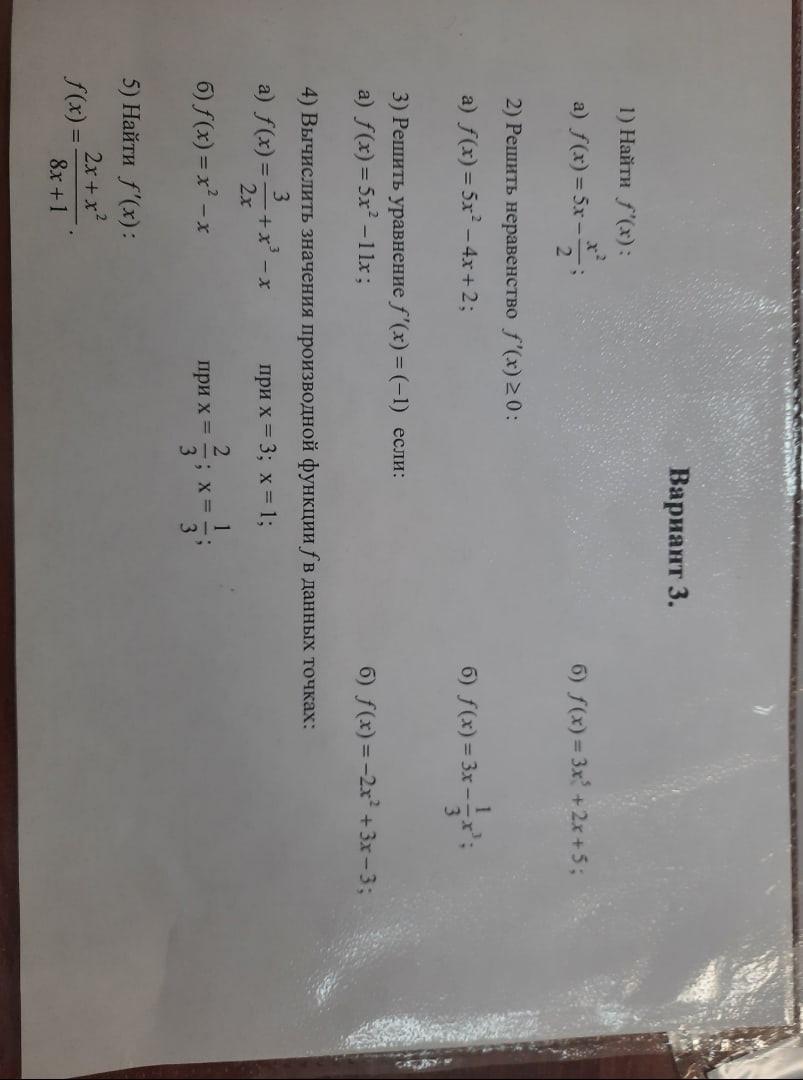 Вариант 3.
1) Найти f'(x):
а) f(x) = 5x − x²/2; б) f(x) = 3x⁵ + 2x + 5;
2) Решить неравенство f'(x) ≥ 0:
а) f(x) = 5x² − 4x + 2; б) f(x) = 3x − 1/3 x³;
3) Решить уравнение f'(x) = (−1) если:
а) f(x) = 5x² − 11x; б) f(x) = −2x² + 3x − 3;
4) Вычислить значения производной функции f в данных точках:
а) f(x) = 3/2x + x³ − x при x = 3; x = 1;
б) f(x) = x² − x при x = 2/3; x = 1/3;
5) Найти f'(x):
f(x) = 2x + x²/8x + 1.